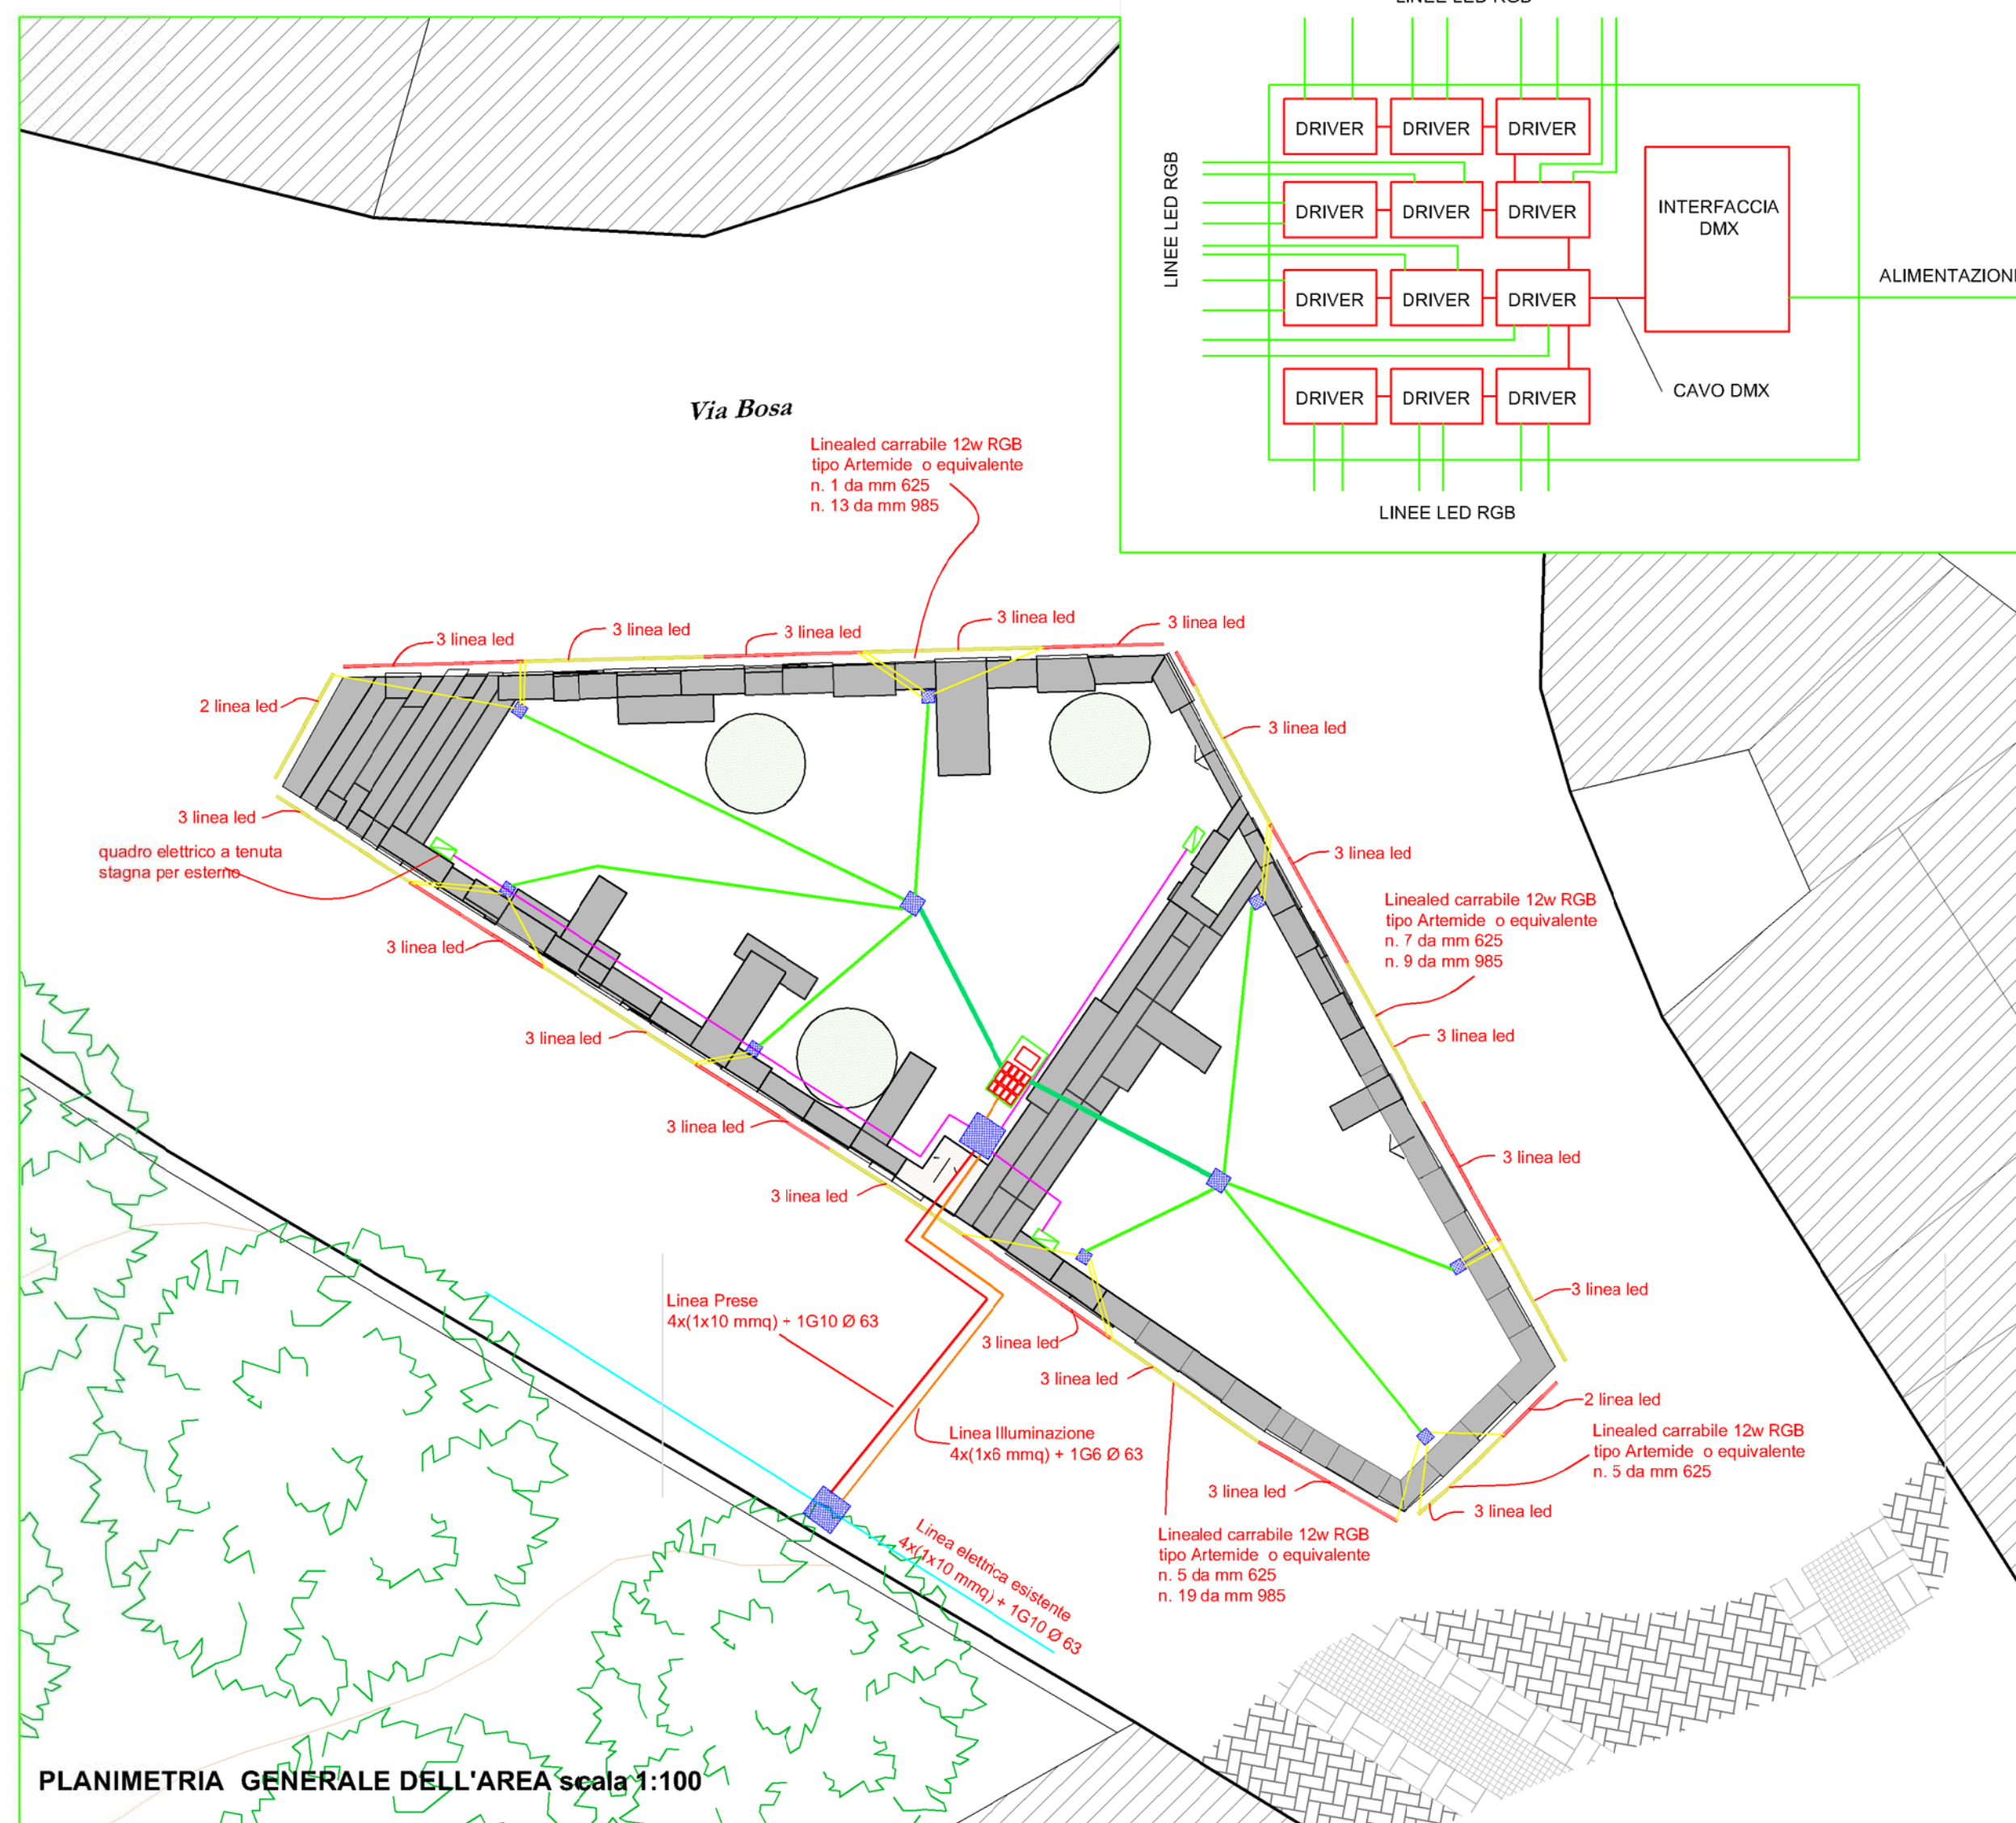 LINEE LED RGB
DRIVER DRIVER DRIVER
DRIVER DRIVER DRIVER
DRIVER DRIVER DRIVER
DRIVER DRIVER DRIVER
LINEE LED RGB
INTERFACCIA
DMX
ALIMENTAZIONE
CAVO DMX
LINEE LED RGB
Via Bosa
Linealed carrabile 12w RGB
tipo Artemide o equivalente
n. 1 da mm 625
n. 13 da mm 985
3 linea led
3 linea led
3 linea led
3 linea led
3 linea led
2 linea led
3 linea led
3 linea led
quadro elettrico a tenuta
stagna per esterno
3 linea led
3 linea led
Linealed carrabile 12w RGB
tipo Artemide o equivalente
n. 7 da mm 625
n. 9 da mm 985
3 linea led
3 linea led
3 linea led
3 linea led
3 linea led
3 linea led
Linea Prese
4x(1x10 mmq) + 1G10 Ø 63
3 linea led
3 linea led
3 linea led
2 linea led
Linealed carrabile 12w RGB
tipo Artemide o equivalente
n. 5 da mm 625
Linea Illuminazione
4x(1x6 mmq) + 1G6 Ø 63
3 linea led
3 linea led
Linea elettrica esistente
4x(1x10 mmq) + 1G10 Ø 63
Linealed carrabile 12w RGB
tipo Artemide o equivalente
n. 5 da mm 625
n. 19 da mm 985
PLANIMETRIA GENERALE DELL'AREA scala 1:100